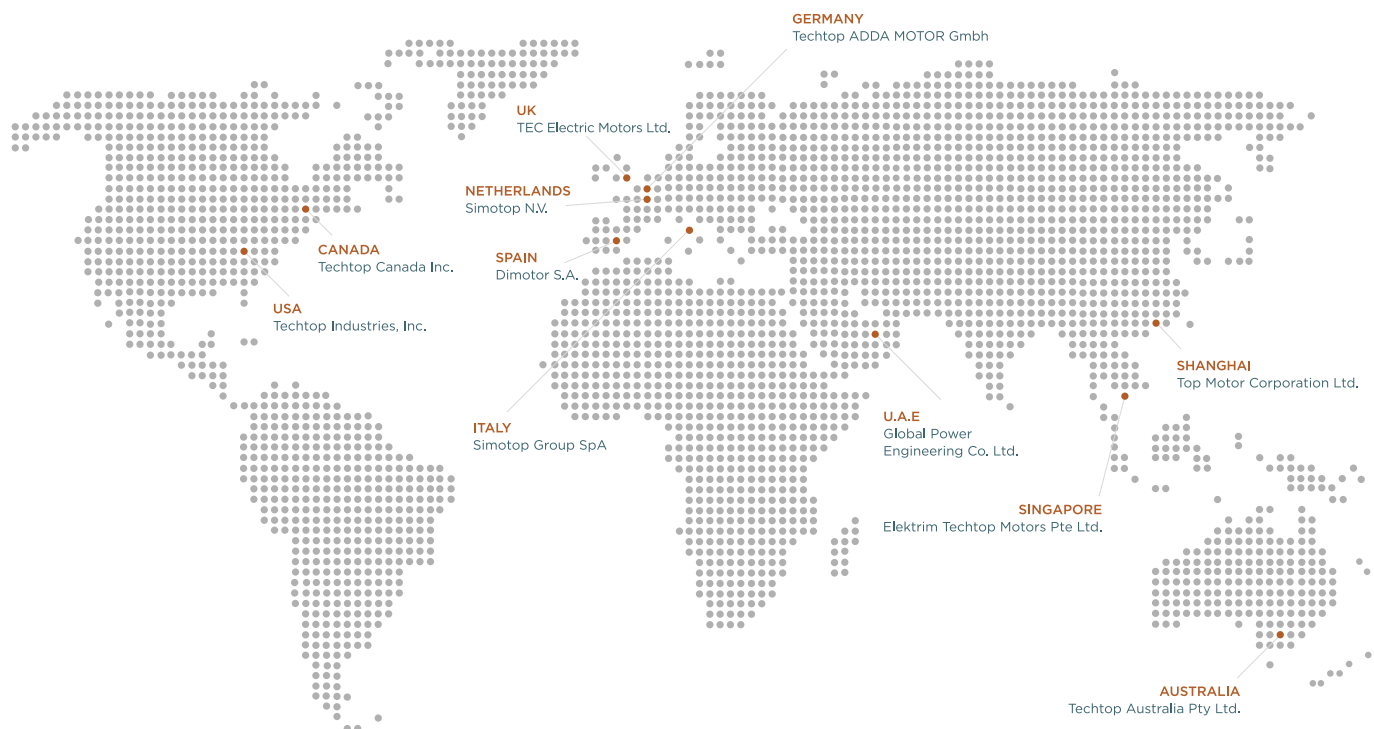 GERMANY
Techtop ADDA MOTOR Gmbh
UK
TEC Electric Motors Ltd.
NETHERLANDS
Simotop N.V.
CANADA
Techtop Canada Inc.
SPAIN
Dimotor S.A.
USA
Techtop Industries, Inc.
SHANGHAI
Top Motor Corporation Ltd.
ITALY
Simotop Group SpA
U.A.E
Global Power
Engineering Co. Ltd.
SINGAPORE
Elektrim Techtop Motors Pte Ltd.
AUSTRALIA
Techtop Australia Pty Ltd.